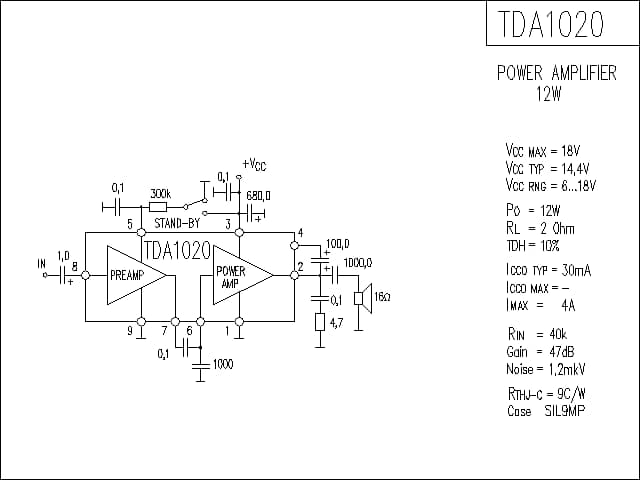 TDA1020
POWER AMPLIFIER
12W
VCC MAX = 18V
VCC TYP = 14,4V
VCC RNG = 6...18V
PO = 12W
RL = 2 Ohm
TDH = 10%
ICCO TYP = 30mA
ICCO MAX = –
IMAX = 4A
RIN = 40k
Gain = 47dB
Noise = 1,2mkV
RTHJ-C = 9C/W
Case SIL9MP
+VCC
0,1
0,1
300k
680,0
+
5
STAND-BY
3
4
TDA1020
100,0
+
IN
1,0
+
8
PREAMP
POWER
AMP
2
1000,0
+
16Ω
0,1
4,7
9
7
6
1
0,1
1000